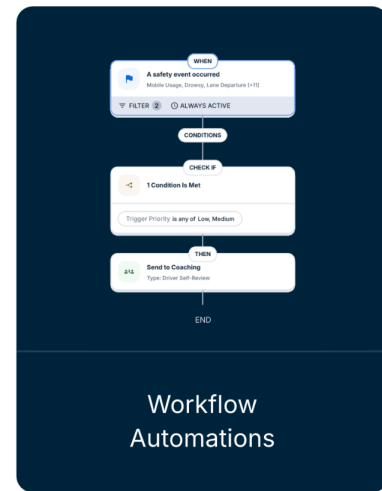 WHEN
A safety event occurred
Mobile Usage, Drowsy, Lane Departure (+11)
FILTER 2 ALWAYS ACTIVE
CONDITIONS
CHECK IF
1 Condition Is Met
Trigger Priority is any of Low, Medium
THEN
Send to Coaching
Type: Driver Self-Review
END
Workflow
Automations